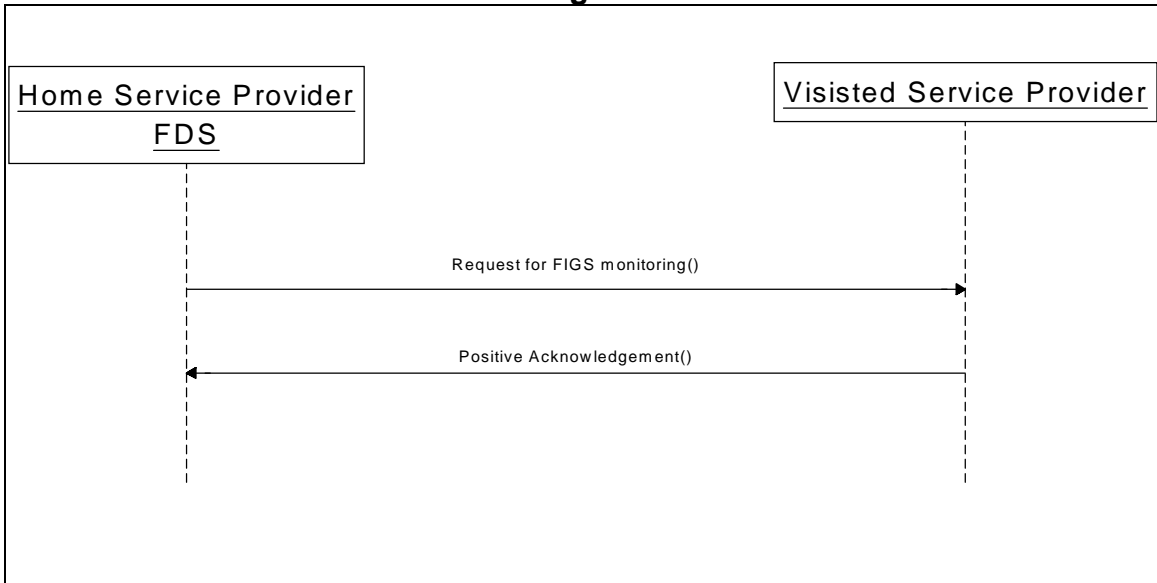 Home Service Provider
FDS
Visisted Service Provider
Request for FIGS monitoring()
Positive Acknowledgement()